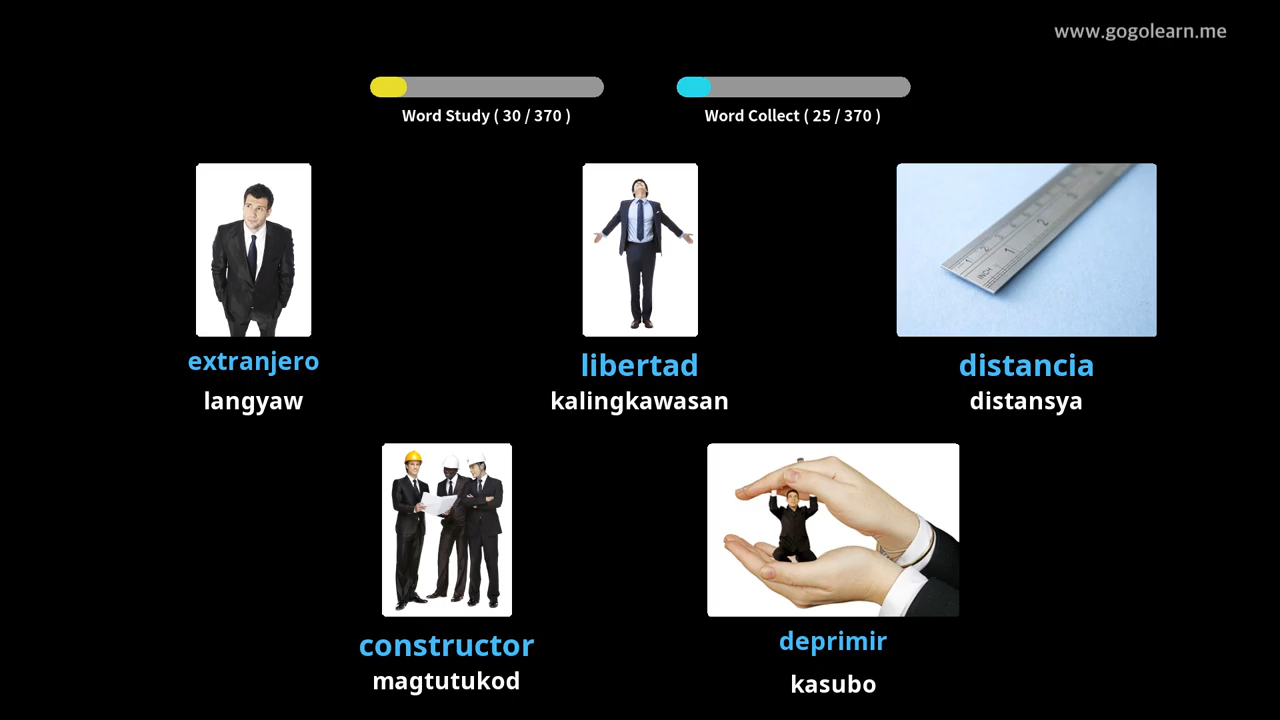 www.gogolearn.me
Word Study ( 30 / 370 )
Word Collect ( 25 / 370 )
extranjero
langyaw
libertad
kalingkawasan
distancia
distansya
constructor
magtutukod
deprimir
kasubo